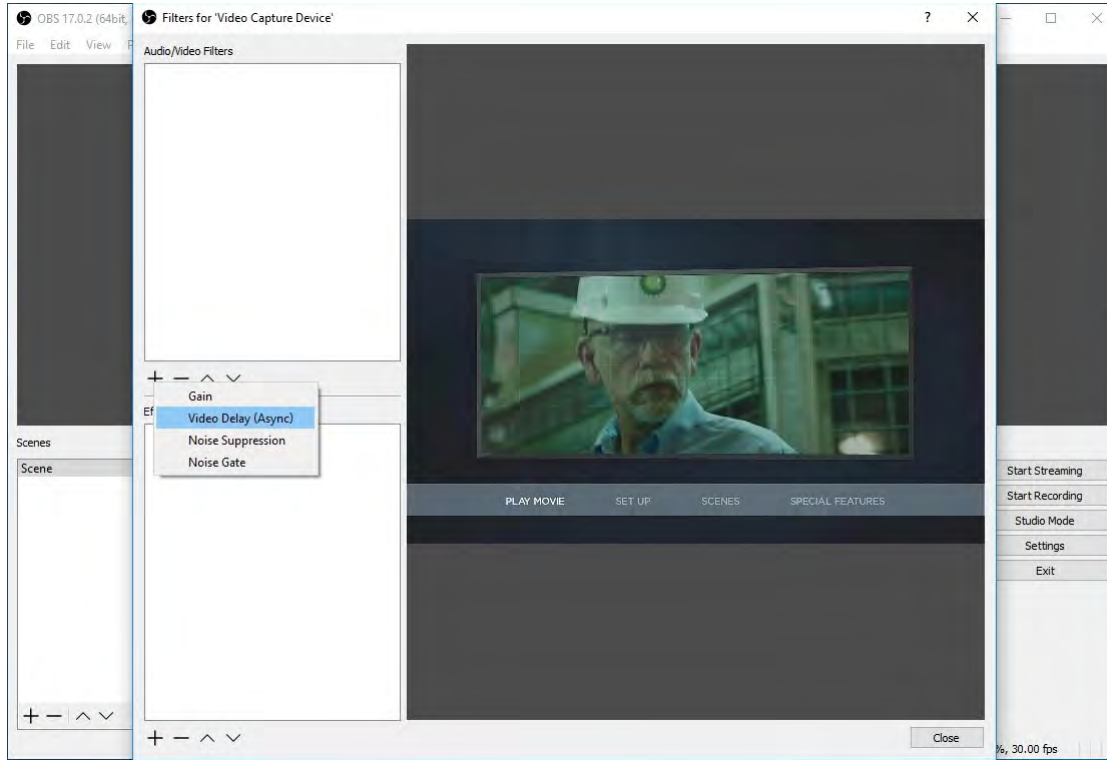 OBS 17.0.2 (64bit,
File Edit View P
Filters for 'Video Capture Device'
?
Audio/Video Filters
Gain
Video Delay (Async)
Noise Suppression
Noise Gate
Ef
PLAY MOVIE SET UP SCENES SPECIAL FEATURES
Close
Scenes
Scene
Start Streaming
Start Recording
Studio Mode
Settings
Exit
%, 30.00 fps